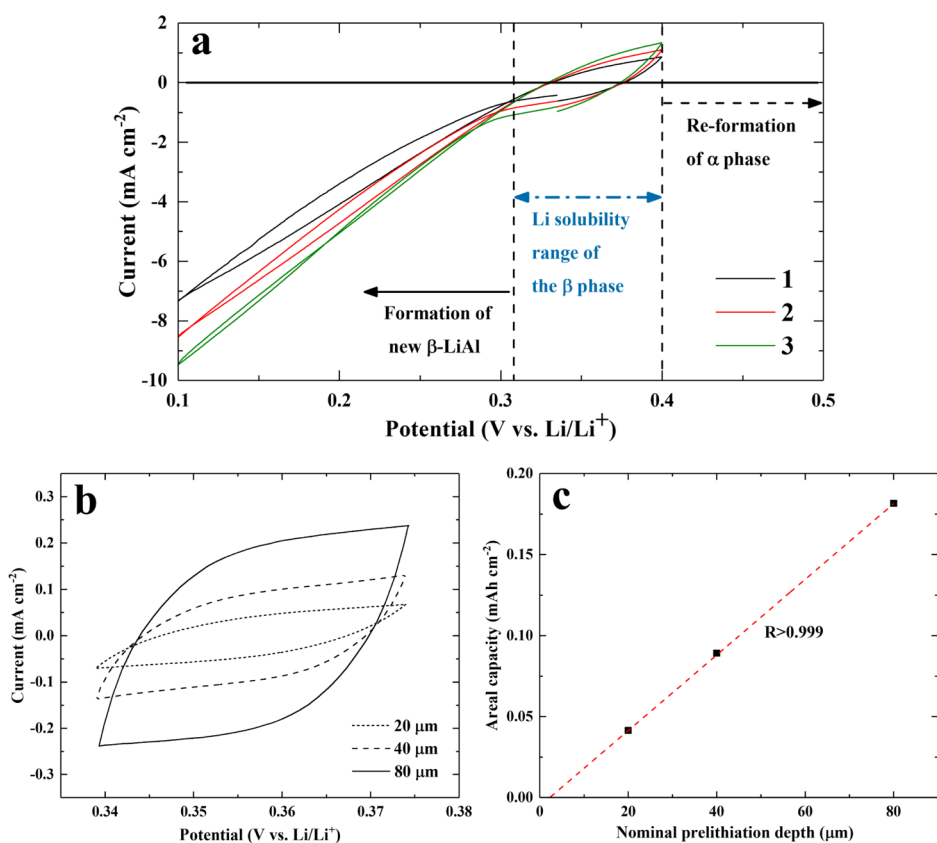 a
2
0
-2
-4
-6
-8
-10
Current (mA cm⁻²)
0.1
0.2
0.3
0.4
0.5
Potential (V vs. Li/Li⁺)
Re-formation
of α phase
Li solubility
range of
the β phase
Formation of
new β-LiAl
1
2
3
b
0.3
0.2
0.1
0.0
-0.1
-0.2
-0.3
Current (mA cm⁻²)
0.34
0.35
0.36
0.37
0.38
Potential (V vs. Li/Li⁺)
20 μm
40 μm
80 μm
c
0.20
0.15
0.10
0.05
0.00
Areal capacity (mAh cm⁻²)
0
20
40
60
80
Nominal prelithiation depth (μm)
R>0.999